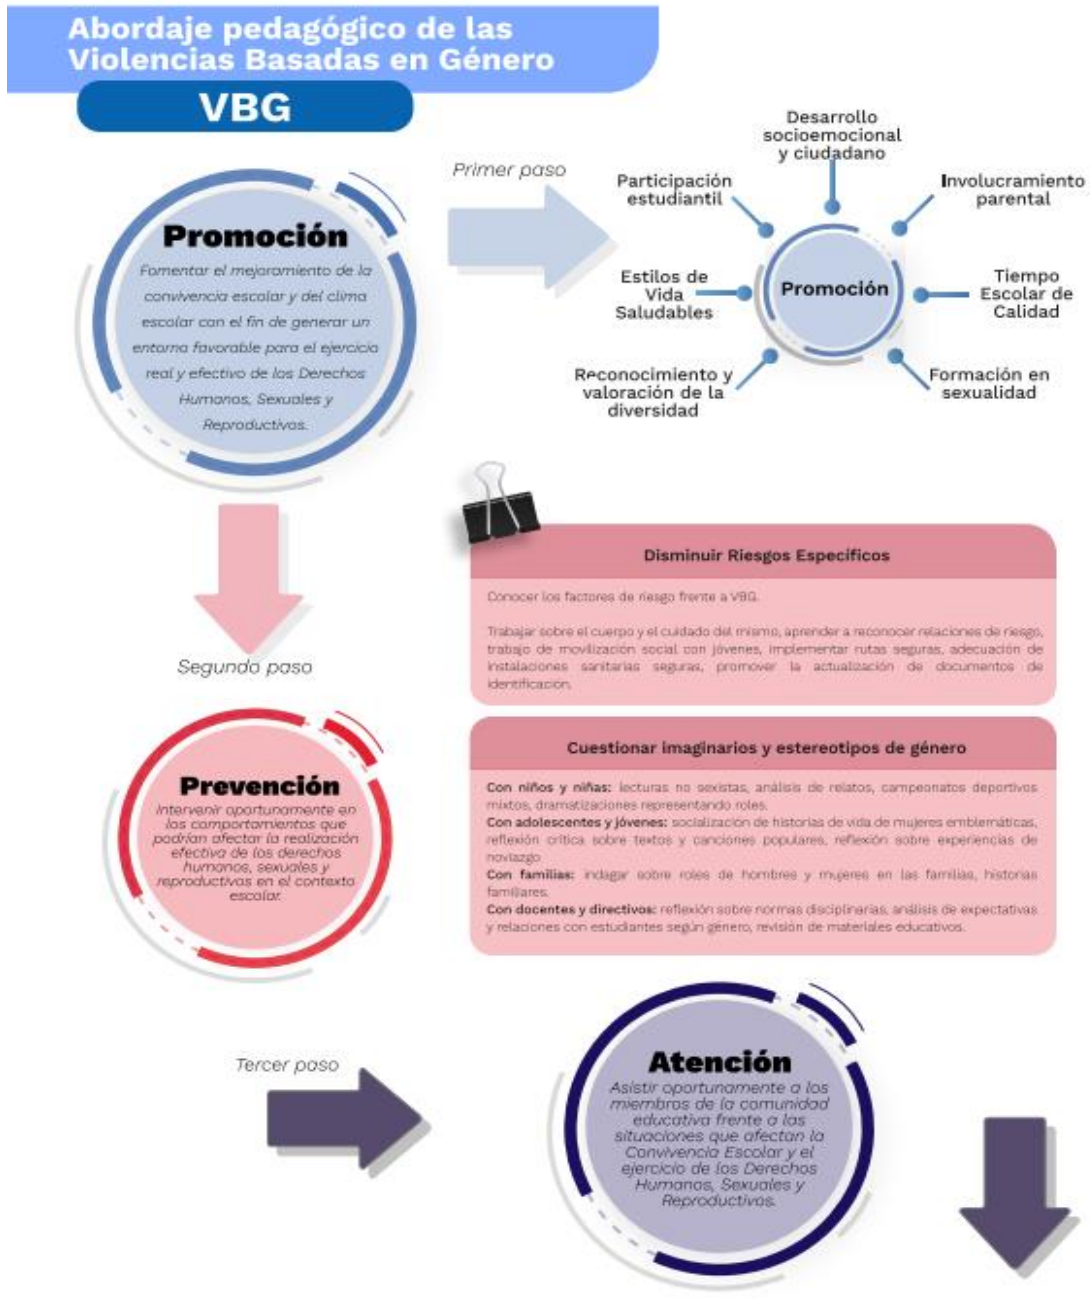 Abordaje pedagógico de las
Violencias Basadas en Género
VBG
Promoción
Fomentar el mejoramiento de la
convivencia escolar y del clima
escolar con el fin de generar un
entorno favorable para el ejercicio
real y efectivo de los Derechos
Humanos, Sexuales y
Reproductivos.
Primer paso
Desarrollo
socioemocional
y ciudadano
Participación
estudiantil
Involucramiento
parental
Estilos de
Vida
Saludables
Promoción
Tiempo
Escolar de
Calidad
Reconocimiento y
valoración de la
diversidad
Formación en
sexualidad
Segundo paso
Disminuir Riesgos Específicos
Conocer los factores de riesgo frente a VBG.
Trabajar sobre el cuerpo y el cuidado del mismo, aprender a reconocer relaciones de riesgo,
trabajo de movilización social con jóvenes, implementar rutas seguras, adecuación de
instalaciones sanitarias seguras, promover la actualización de documentos de
identificación.
Prevención
Intervenir oportunamente en
los comportamientos que
podrían afectar la realización
efectiva de los derechos
humanos, sexuales y
reproductivos en el contexto
escolar.
Cuestionar imaginarios y estereotipos de género
Con niños y niñas: lecturas no sexistas, análisis de relatos, campeonatos deportivos
mixtos, dramatizaciones representando roles.
Con adolescentes y jóvenes: socialización de historias de vida de mujeres emblemáticas,
reflexión crítica sobre textos y canciones populares, reflexión sobre experiencias de
noviazgo
Con familias: indagar sobre roles de hombres y mujeres en las familias, historias
familiares.
Con docentes y directivos: reflexión sobre normas disciplinarias, análisis de expectativas
y relaciones con estudiantes según género, revisión de materiales educativos.
Tercer paso
Atención
Asistir oportunamente a los
miembros de la comunidad
educativa frente a las
situaciones que afectan la
Convivencia Escolar y el
ejercicio de los Derechos
Humanos, Sexuales y
Reproductivos.